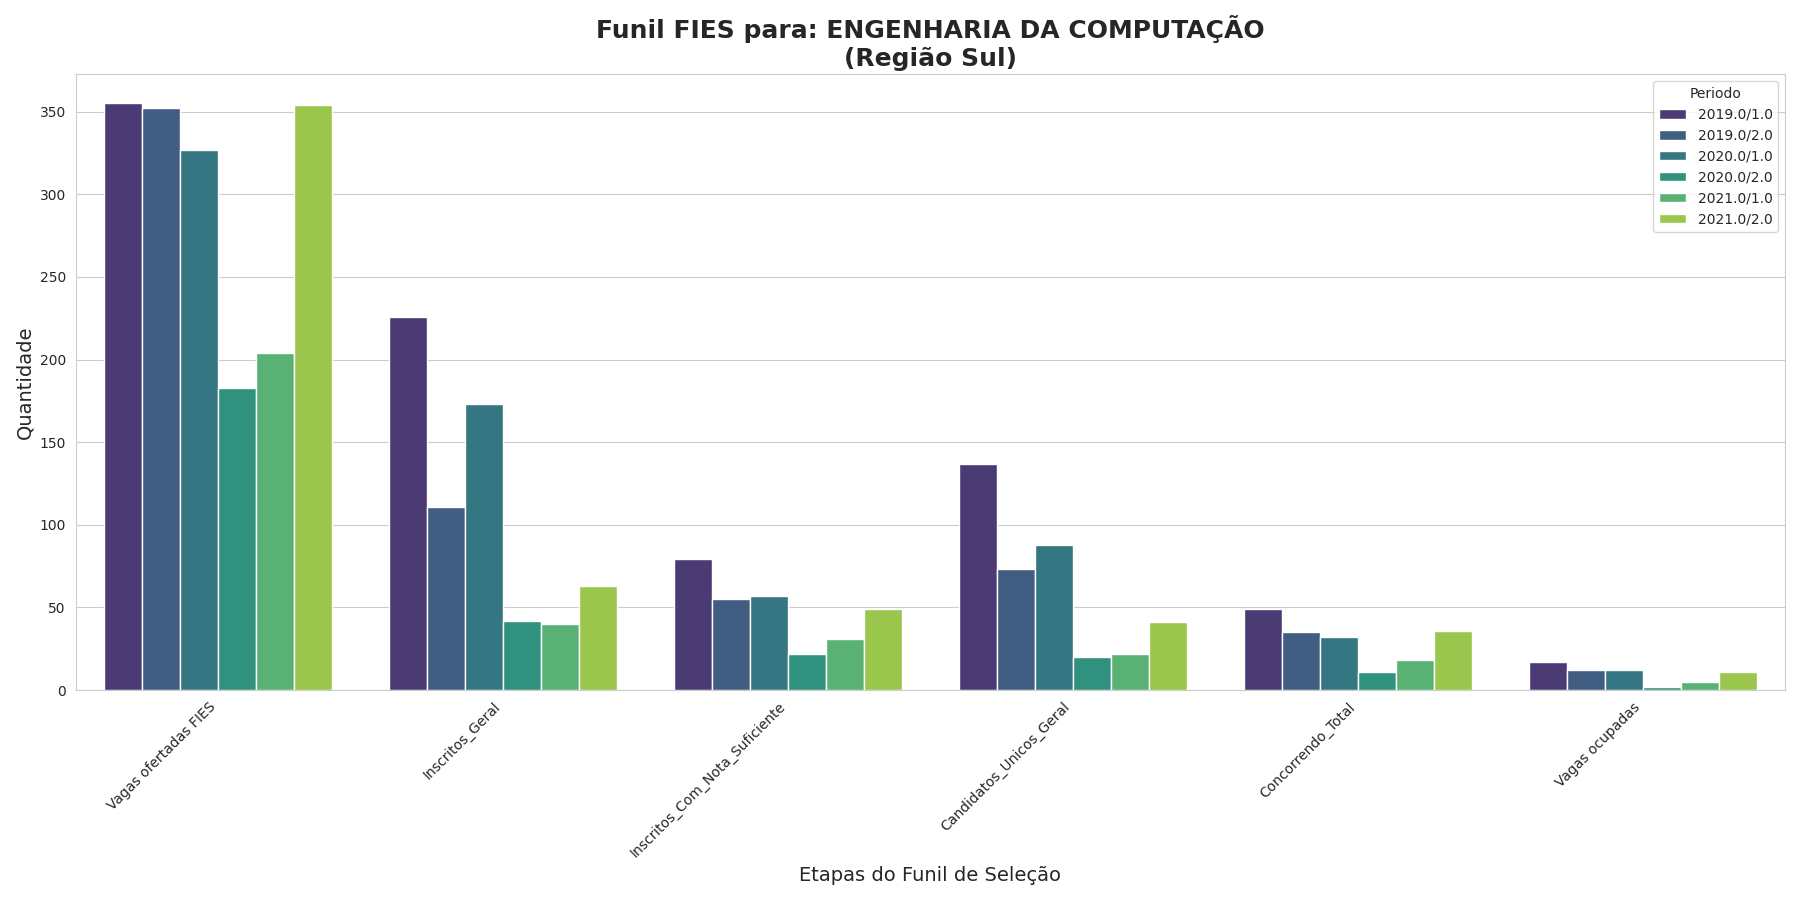 Funil FIES para: ENGENHARIA DA COMPUTAÇÃO
(Região Sul)
Quantidade
350
300
250
200
150
100
50
0
Periodo
2019.0/1.0
2019.0/2.0
2020.0/1.0
2020.0/2.0
2021.0/1.0
2021.0/2.0
Vagas ofertadas FIES
Inscritos_Geral
Inscritos_Com_Nota_Suficiente
Candidatos_Unicos_Geral
Concorrendo_Total
Vagas ocupadas
Etapas do Funil de Seleção